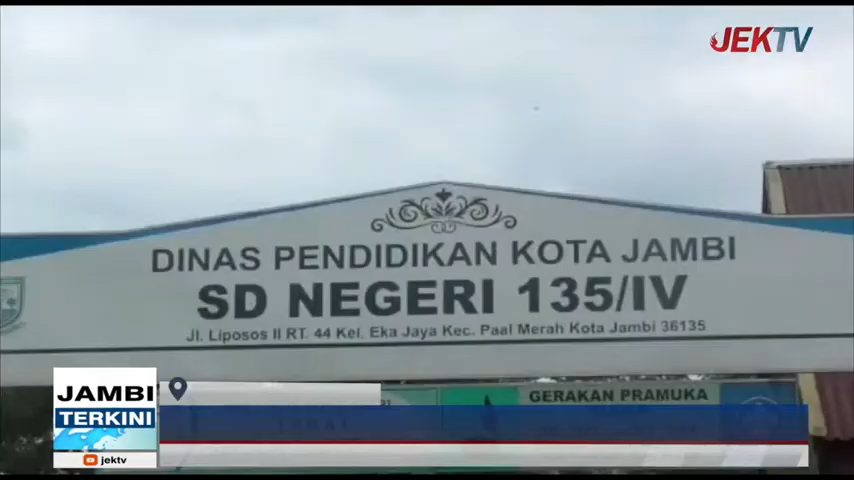 JEKTV
DINAS PENDIDIKAN KOTA JAMBI
SD NEGERI 135/IV
Jl. Liposos II RT. 44 Kel. Eka Jaya Kec. Paal Merah Kota Jambi 36135
GERAKAN PRAMUKA
JAMBI
TERKINI
jektv